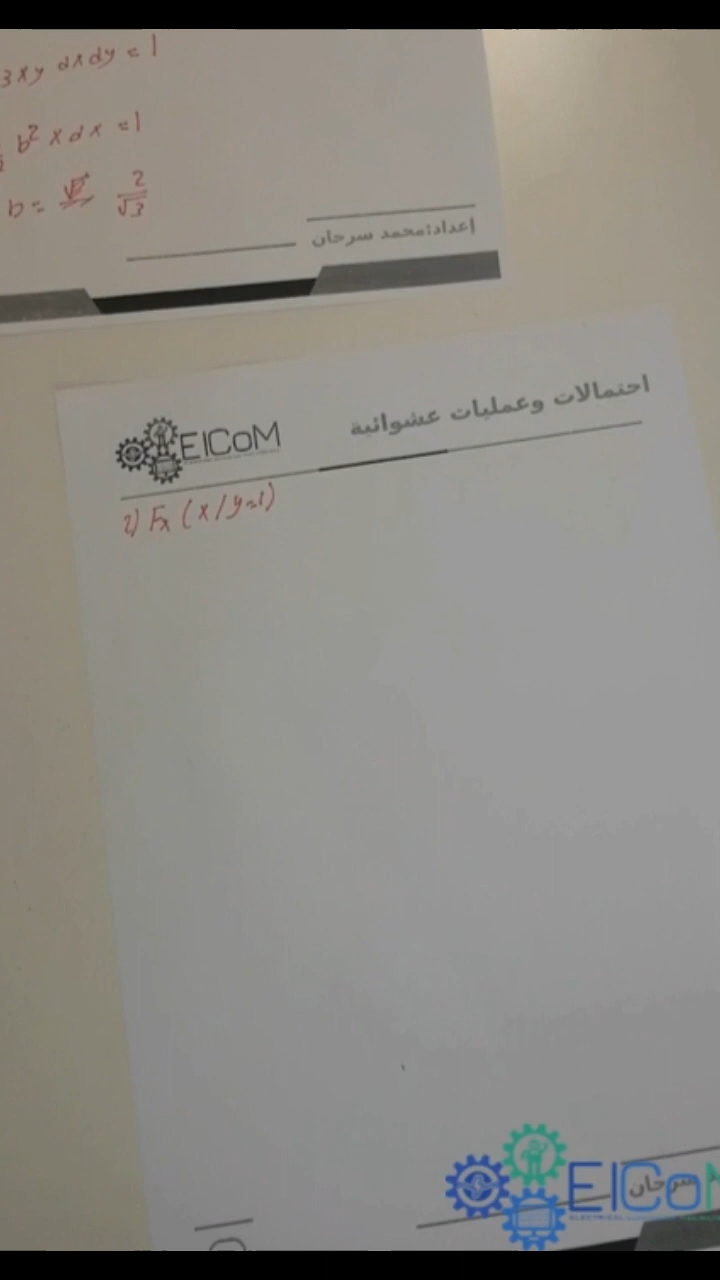 3xy dxdy = 1
b² x dx = 1
b = 2/√3
إعداد:محمد سرحان
EICoM
احتمالات وعمليات عشوائية
2) Fx (x/y=1)
EICoM
سرحان